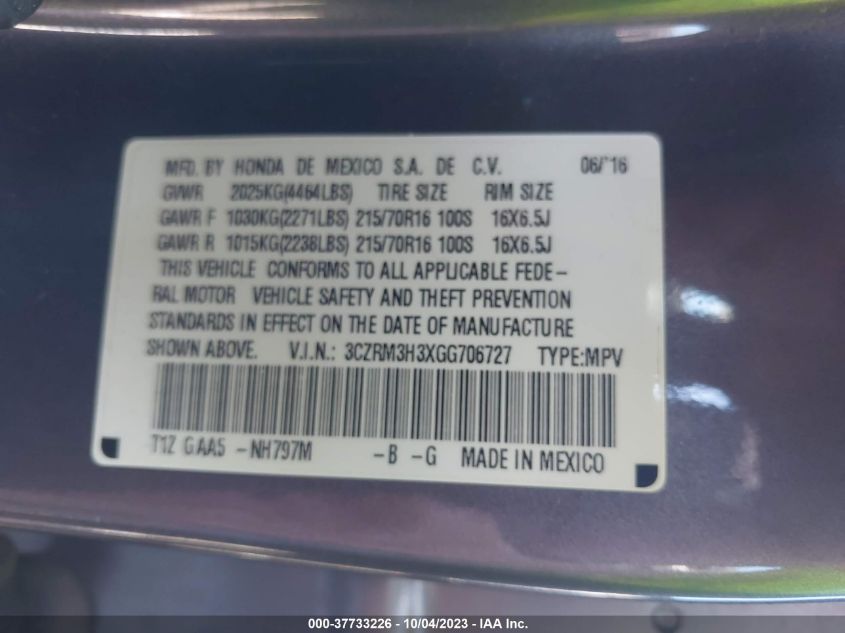 MFD. BY HONDA DE MEXICO S.A. DE C.V. 06/'16
GVWR 2025KG(4464LBS) TIRE SIZE RIM SIZE
GAWR F 1030KG(2271LBS) 215/70R16 100S 16X6.5J
GAWR R 1015KG(2238LBS) 215/70R16 100S 16X6.5J
THIS VEHICLE CONFORMS TO ALL APPLICABLE FEDE-
RAL MOTOR VEHICLE SAFETY AND THEFT PREVENTION
STANDARDS IN EFFECT ON THE DATE OF MANUFACTURE
SHOWN ABOVE. V.I.N.: 3CZRM3H3XGG706727 TYPE:MPV
T1Z GAA5 -NH797M -B -G MADE IN MEXICO
000-37733226 - 10/04/2023 - IAA Inc.